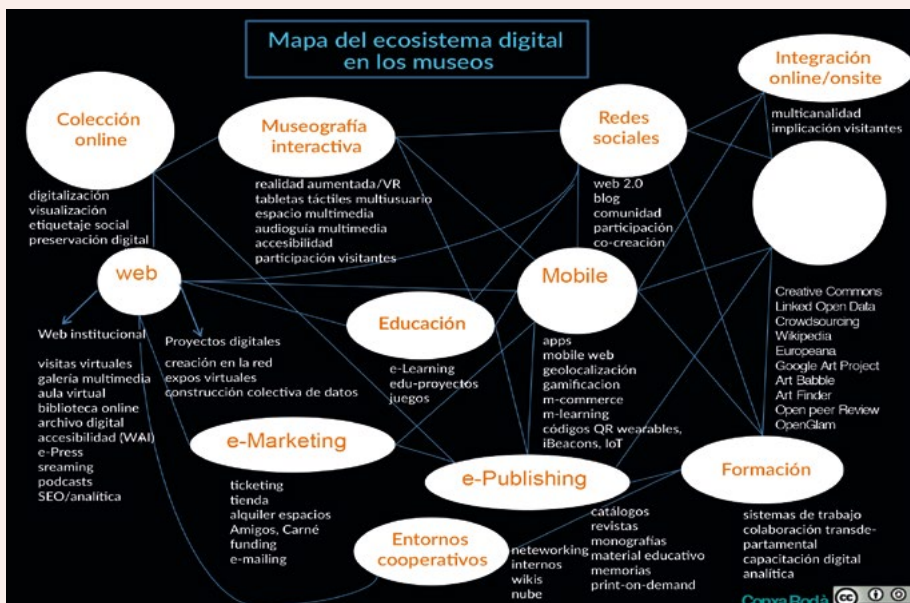 Mapa del ecosistema digital
en los museos
Colección
online
digitalización
visualización
etiquetaje social
preservación digital
Museografía
interactiva
realidad aumentada/VR
tabletas táctiles multiusuario
espacio multimedia
audioguía multimedia
accesibilidad
participación visitantes
Redes
sociales
web 2.0
blog
comunidad
participación
co-creación
Integración
online/onsite
multicanalidad
implicación visitantes
Creative Commons
Linked Open Data
Crowdsourcing
Wikipedia
Europeana
Google Art Project
Art Babble
Art Finder
Open peer Review
OpenGlam
web
Web institucional
visitas virtuales
galería multimedia
aula virtual
biblioteca online
archivo digital
accesibilidad (WAI)
e-Press
sreaming
podcasts
SEO/analítica
Proyectos digitales
creación en la red
expos virtuales
construcción colectiva de datos
Educación
e-Learning
edu-proyectos
juegos
Mobile
apps
mobile web
geolocalización
gamificacion
m-commerce
m-learning
códigos QR wearables,
iBeacons, IoT
e-Marketing
ticketing
tienda
alquiler espacios
Amigos, Carné
funding
e-mailing
e-Publishing
catálogos
revistas
monografías
material educativo
memorias
print-on-demand
Entornos
cooperativos
neteworking
internos
wikis
nube
Formación
sistemas de trabajo
colaboración transde-
partamental
capacitación digital
analítica
Conxa Rodà
cc